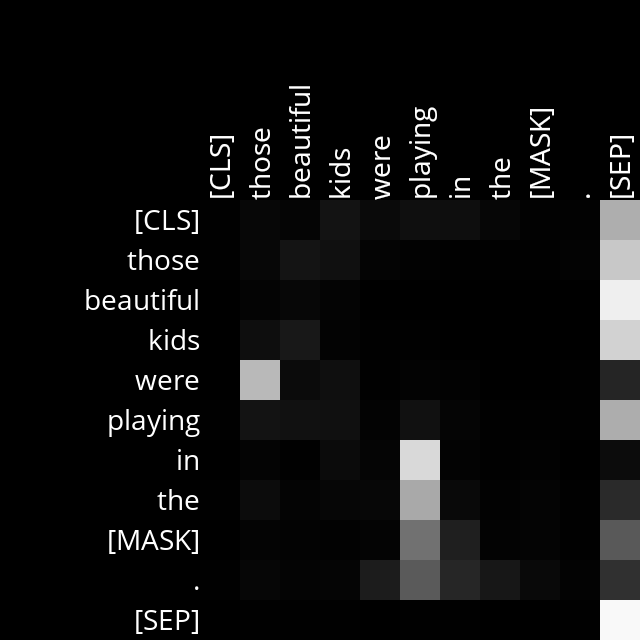 [CLS] those beautiful kids were playing in the [MASK] . [SEP]
[CLS]
those
beautiful
kids
were
playing
in
the
[MASK]
.
[SEP]